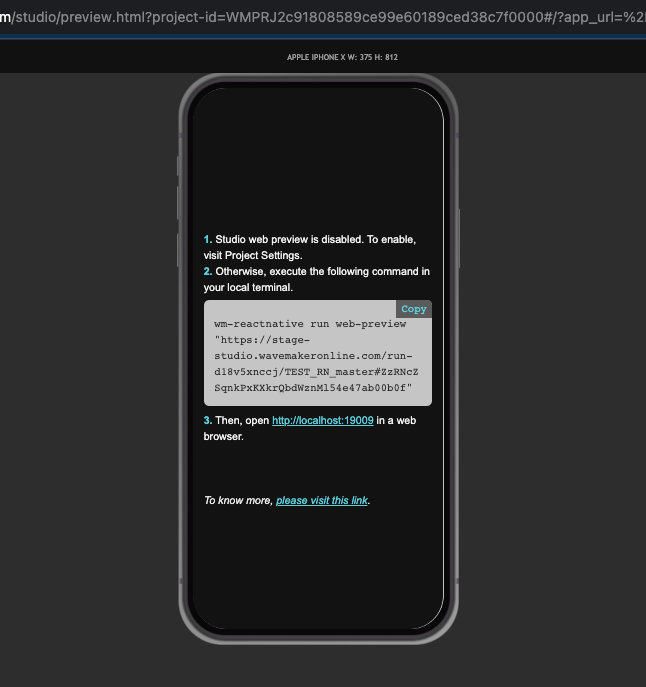 m/studio/preview.html?project-id=WMPRJ2c91808589ce99e60189ced38c7f0000#/?app_url=%2
APPLE IPHONE X W: 375 H: 812
1. Studio web preview is disabled. To enable,
visit Project Settings.
2. Otherwise, execute the following command in
your local terminal.
Copy
wm-reactnative run web-preview
"https://stage-
studio.wavemakeronline.com/run-
d18v5xnccj/TEST_RN_master#ZzRNcZ
SqnkPxKXkrQbdWznMl54e47ab00b0f"
3. Then, open http://localhost:19009 in a web
browser.
To know more, please visit this link.